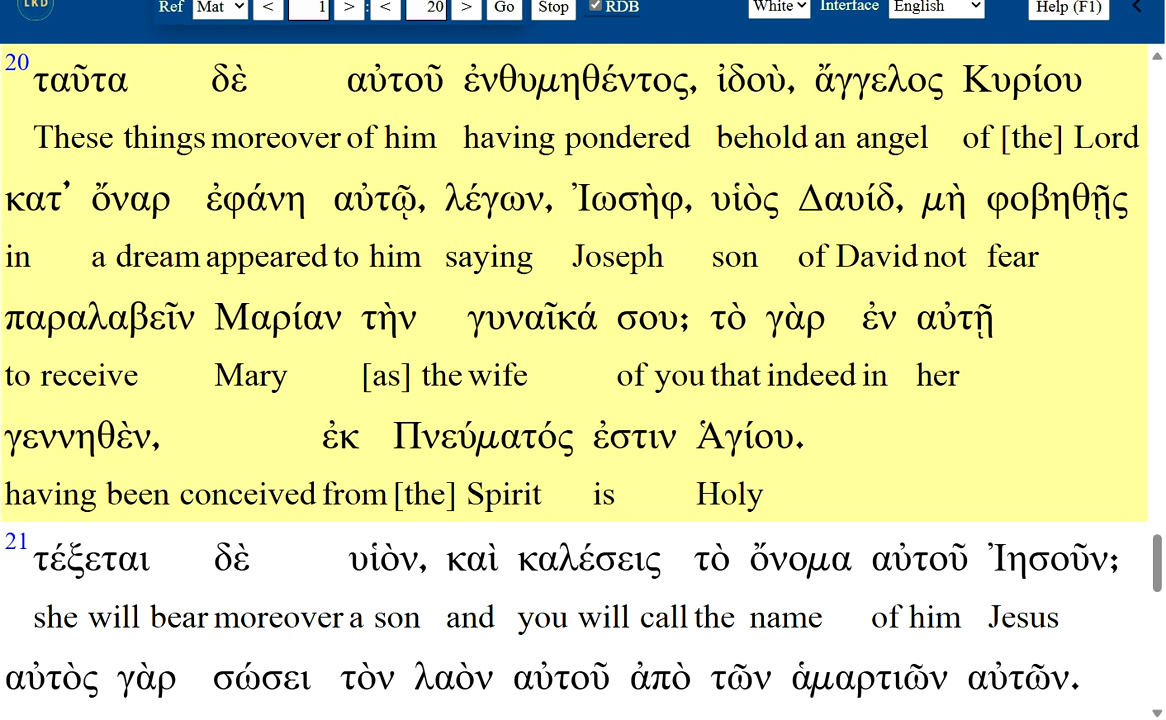 LKD Ref Mat < 1 > : < 20 > Go Stop RDB White Interface English Help (F1) <
20 ταῦτα δὲ αὐτοῦ ἐνθυμηθέντος, ἰδοὺ, ἄγγελος Κυρίου
These things moreover of him having pondered behold an angel of [the] Lord
κατ’ ὄναρ ἐφάνη αὐτῷ, λέγων, Ἰωσὴφ, υἱὸς Δαυίδ, μὴ φοβηθῇς
in a dream appeared to him saying Joseph son of David not fear
παραλαβεῖν Μαρίαν τὴν γυναῖκά σου; τὸ γὰρ ἐν αὐτῇ
to receive Mary [as] the wife of you that indeed in her
γεννηθὲν, ἐκ Πνεύματός ἐστιν Ἁγίου.
having been conceived from [the] Spirit is Holy
21 τέξεται δὲ υἱὸν, καὶ καλέσεις τὸ ὄνομα αὐτοῦ Ἰησοῦν;
she will bear moreover a son and you will call the name of him Jesus
αὐτὸς γὰρ σώσει τὸν λαὸν αὐτοῦ ἀπὸ τῶν ἁμαρτιῶν αὐτῶν.